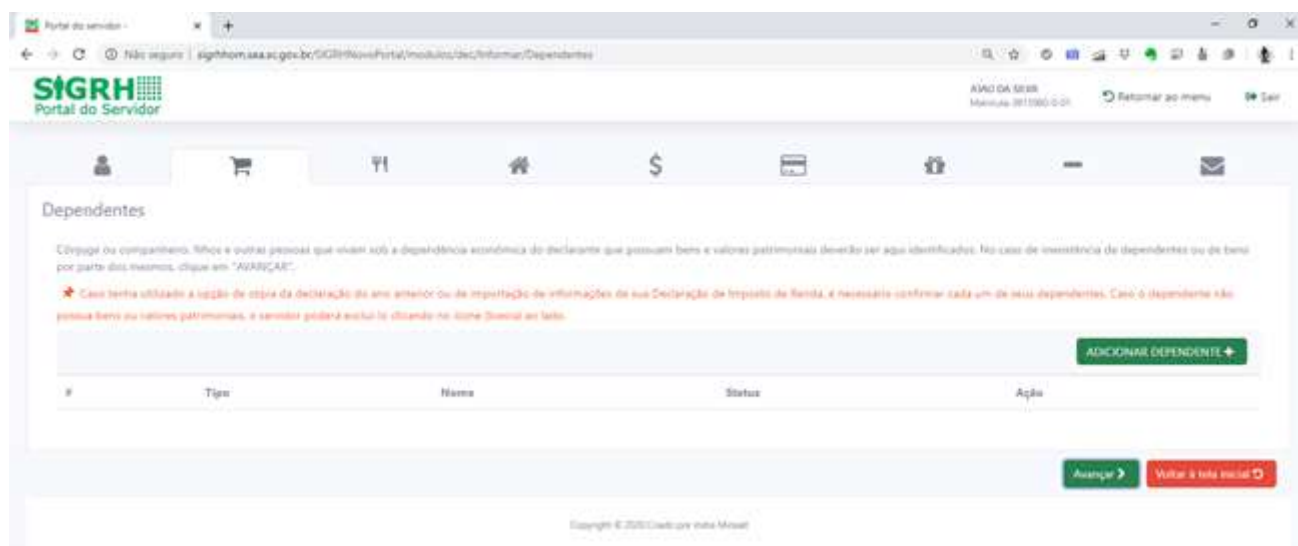 Portal do servidor -
Não seguro | sigrhhom.sea.sc.gov.br/SIGRHNovoPortal/modulos/dec/Informar/Dependentes
SIGRH
Portal do Servidor
Matrícula:
Retornar ao menu
Sair
Dependentes
Cônjuge ou companheiro, filhos e outras pessoas que vivam sob a dependência econômica do declarante que possuam bens e valores patrimoniais deverão ser aqui identificados. No caso de inexistência de dependentes ou de bens
por parte dos mesmos, clique em "AVANÇAR".
Caso tenha utilizado a opção de cópia da declaração do ano anterior ou de importação de informações de sua Declaração de Imposto de Renda, é necessário confirmar cada um de seus dependentes. Caso o dependente não
possua bens ou valores patrimoniais, o servidor poderá excluí-lo clicando no ícone (lixeira) ao lado.
ADICIONAR DEPENDENTE
# Tipo Nome Status Ação
Avançar
Voltar à tela inicial
Copyright © 2020 Criado por